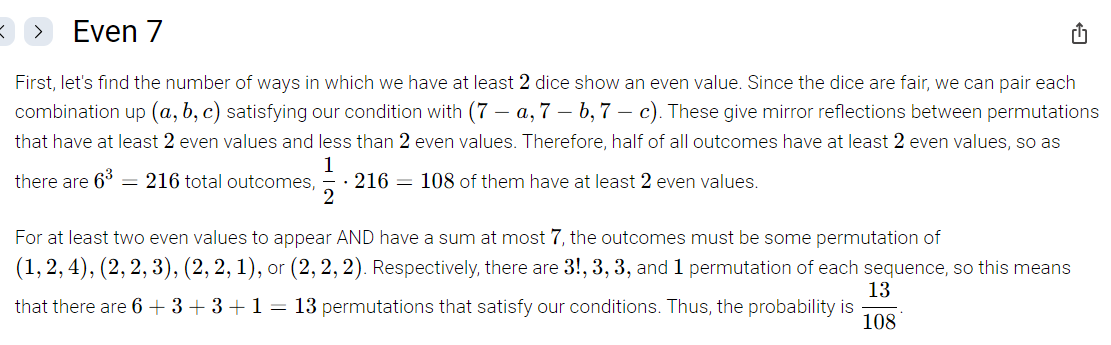 Even 7
First, let's find the number of ways in which we have at least 2 dice show an even value. Since the dice are fair, we can pair each
combination up (a, b, c) satisfying our condition with (7 − a, 7 − b, 7 − c). These give mirror reflections between permutations
that have at least 2 even values and less than 2 even values. Therefore, half of all outcomes have at least 2 even values, so as
there are 6³ = 216 total outcomes, 1/2 · 216 = 108 of them have at least 2 even values.
For at least two even values to appear AND have a sum at most 7, the outcomes must be some permutation of
(1, 2, 4), (2, 2, 3), (2, 2, 1), or (2, 2, 2). Respectively, there are 3!, 3, 3, and 1 permutation of each sequence, so this means
that there are 6 + 3 + 3 + 1 = 13 permutations that satisfy our conditions. Thus, the probability is 13/108.